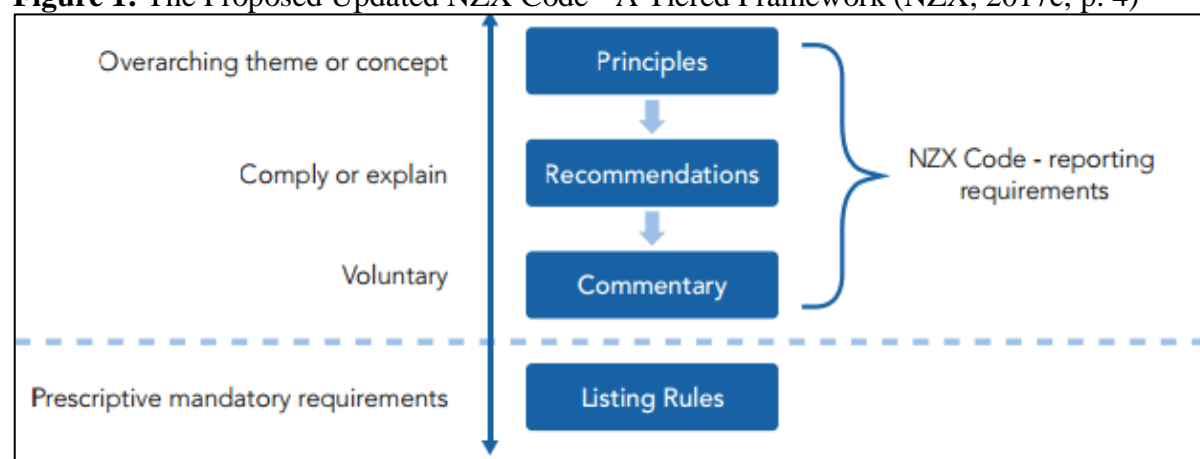 Figure 1: The Proposed Updated NZX Code - A Tiered Framework (NZX, 2017c, p. 4)
Overarching theme or concept
Principles
Comply or explain
Recommendations
NZX Code - reporting
requirements
Voluntary
Commentary
Prescriptive mandatory requirements
Listing Rules